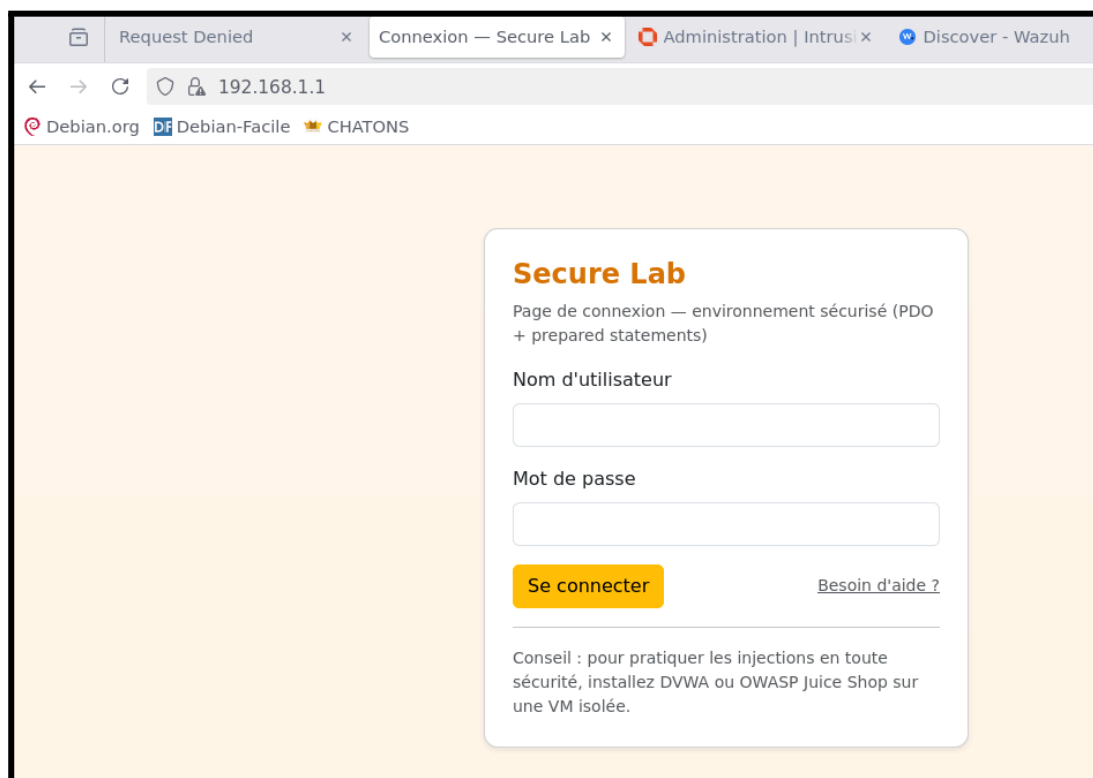 Request Denied
Connexion — Secure Lab
Administration | Intrusi
Discover - Wazuh
192.168.1.1
Debian.org
DF Debian-Facile
CHATONS
Secure Lab
Page de connexion — environnement sécurisé (PDO
+ prepared statements)
Nom d'utilisateur
Mot de passe
Se connecter
Besoin d'aide ?
Conseil : pour pratiquer les injections en toute
sécurité, installez DVWA ou OWASP Juice Shop sur
une VM isolée.